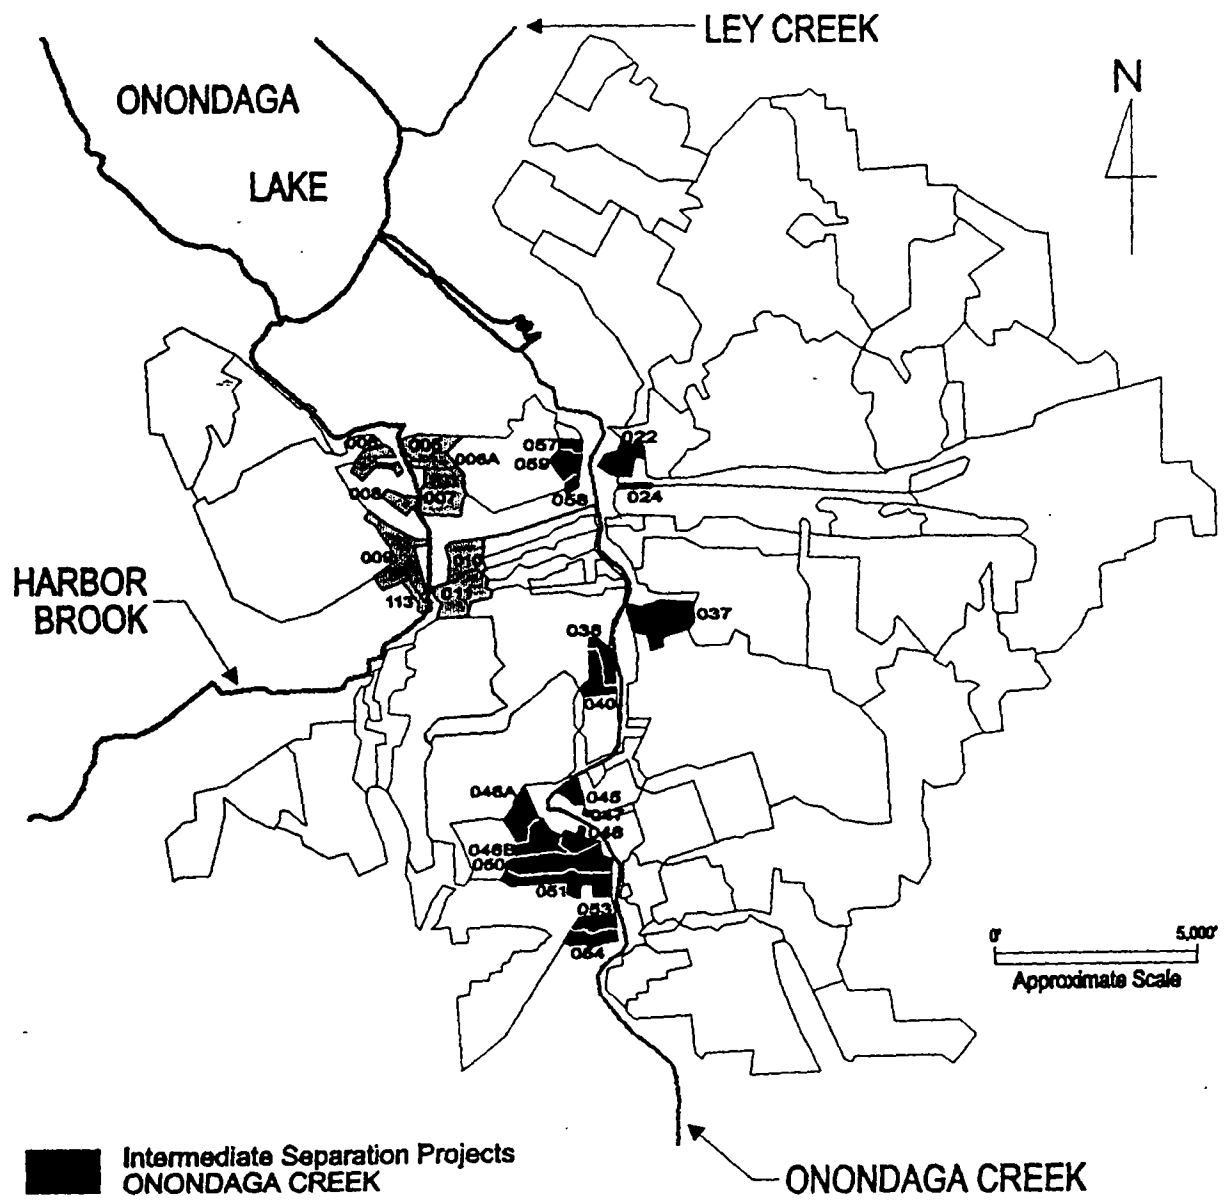 LEY CREEK
ONONDAGA
LAKE
N
022
057
006A
059
007
008
058
024
009
010
011
113
HARBOR
BROOK
037
035
040
046A
045
047
048
046B
050
051
053
054
0' 5,000'
Approximate Scale
Intermediate Separation Projects
ONONDAGA CREEK
ONONDAGA CREEK